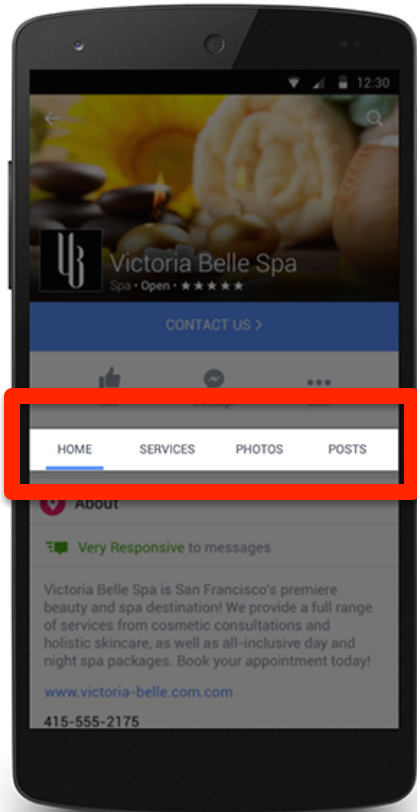 12:30
Victoria Belle Spa
Spa • Open • ★★★★★
CONTACT US >
HOME SERVICES PHOTOS POSTS
About
Very Responsive to messages
Victoria Belle Spa is San Francisco's premiere
beauty and spa destination! We provide a full range
of services from cosmetic consultations and
holistic skincare, as well as all-inclusive day and
night spa packages. Book your appointment today!
www.victoria-belle.com.com
415-555-2175